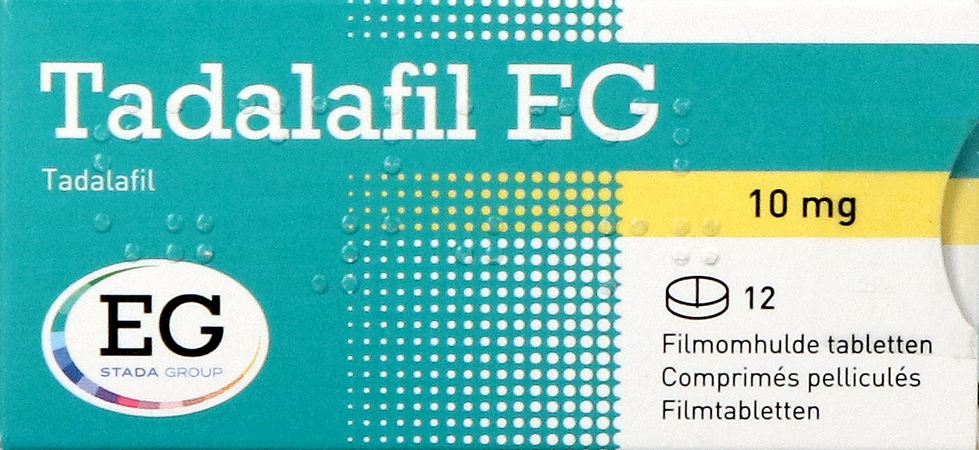 Tadalafil EG
Tadalafil
10 mg
EG
STADA GROUP
12
Filmomhulde tabletten
Comprimés pelliculés
Filmtabletten